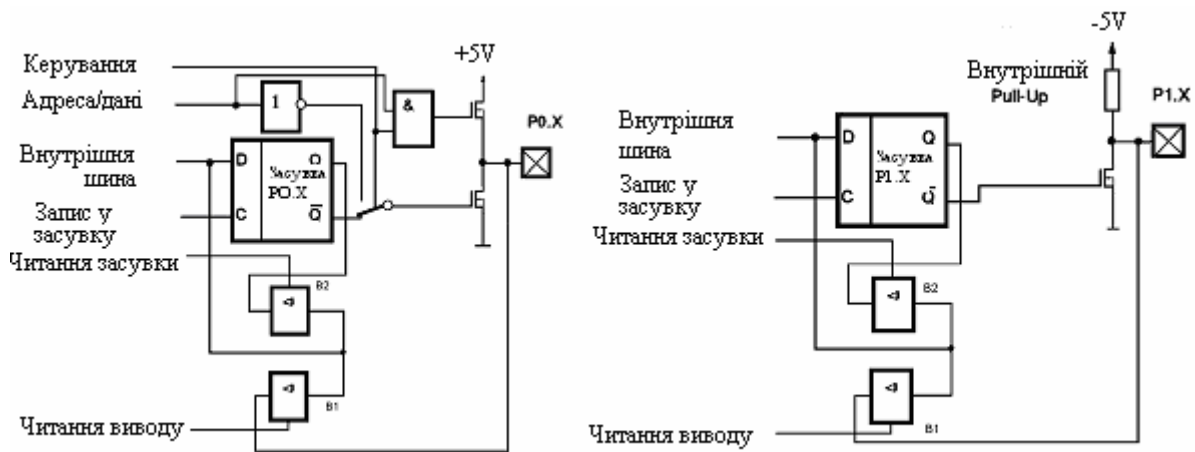 Керування
Адреса/дані
Внутрішня
шина
Запис у
засувку
Читання засувки
Читання виводу
1
&
+5V
P0.X
D
Q
Засувка
P0.X
C
Q
B2
B1
-5V
Внутрішній
Pull-Up
P1.X
Внутрішня
шина
Запис у
засувку
Читання засувки
Читання виводу
D
Q
Засувка
P1.X
C
Q
B2
B1